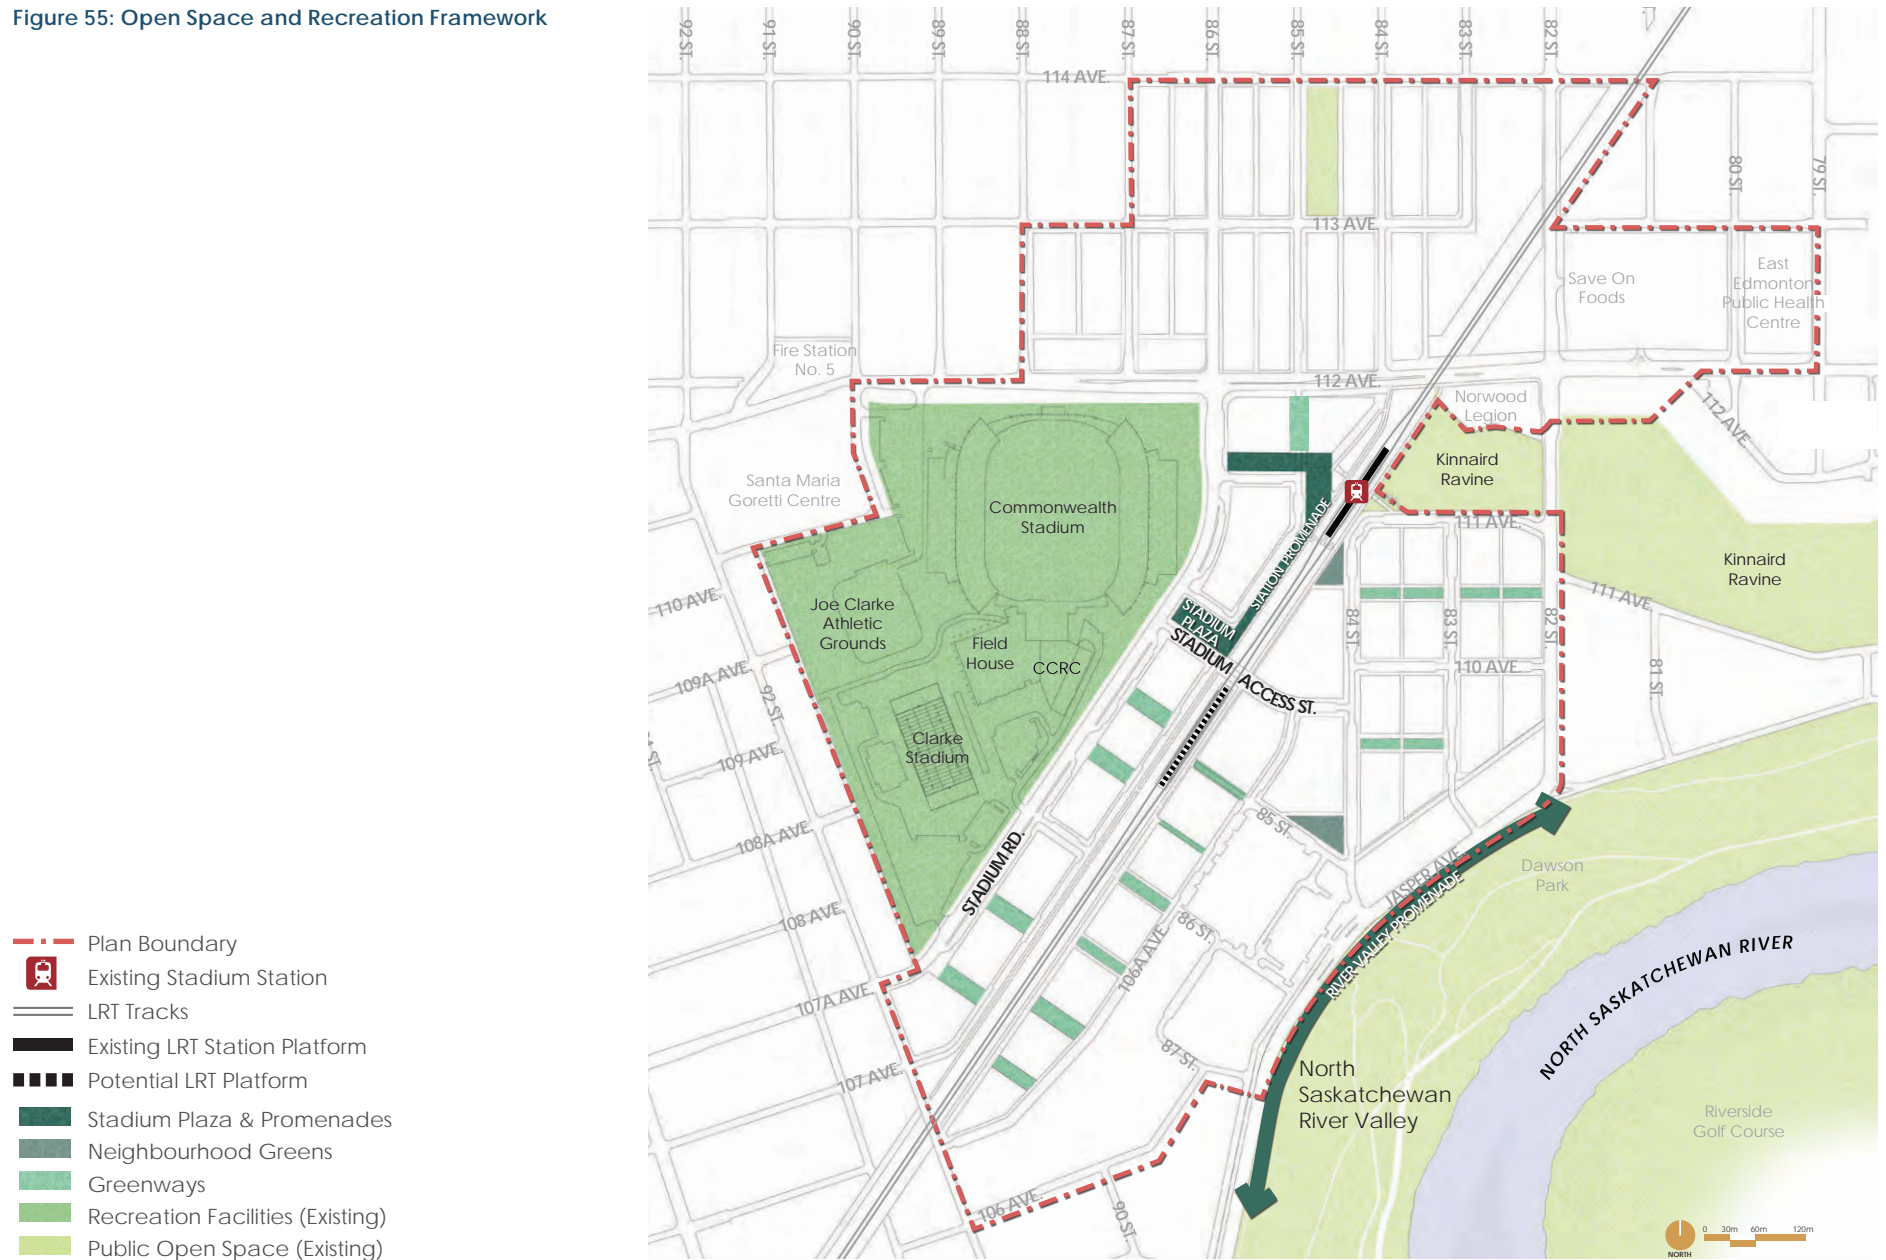 Figure 55: Open Space and Recreation Framework
92 ST.
91 ST.
90 ST.
89 ST.
88 ST.
87 ST.
86 ST.
85 ST.
84 ST.
83 ST.
82 ST.
114 AVE.
80 ST.
79 ST.
113 AVE.
Save On
Foods
East
Edmonton
Public Health
Centre
Fire Station
No. 5
112 AVE.
Norwood
Legion
112 AVE.
Santa Maria
Goretti Centre
Commonwealth
Stadium
Kinnaird
Ravine
111 AVE.
Kinnaird
Ravine
STATION PROMENADE
110 AVE.
Joe Clarke
Athletic
Grounds
Field
House
CCRC
STADIUM
PLAZA
STADIUM ACCESS ST.
84 ST.
83 ST.
82 ST.
111 AVE.
110 AVE.
81 ST.
109A AVE.
92 ST.
109 AVE.
Clarke
Stadium
108A AVE.
85 ST.
STADIUM RD.
JASPER AVE.
RIVER VALLEY PROMENADE
Dawson
Park
108 AVE.
86 ST.
106A AVE.
107A AVE.
NORTH SASKATCHEWAN RIVER
87 ST.
107 AVE.
North
Saskatchewan
River Valley
Riverside
Golf Course
106 AVE.
90 ST.
Plan Boundary
Existing Stadium Station
LRT Tracks
Existing LRT Station Platform
Potential LRT Platform
Stadium Plaza & Promenades
Neighbourhood Greens
Greenways
Recreation Facilities (Existing)
Public Open Space (Existing)
NORTH
0 30m 60m 120m